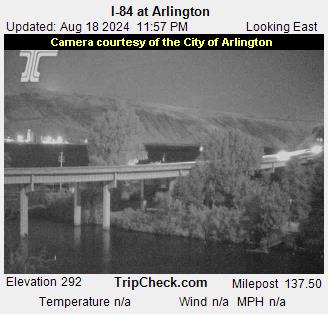 I-84 at Arlington
Updated: Aug 18 2024 11:57 PM Looking East
Camera courtesy of the City of Arlington
Elevation 292 TripCheck.com Milepost 137.50
Temperature n/a Wind n/a MPH n/a